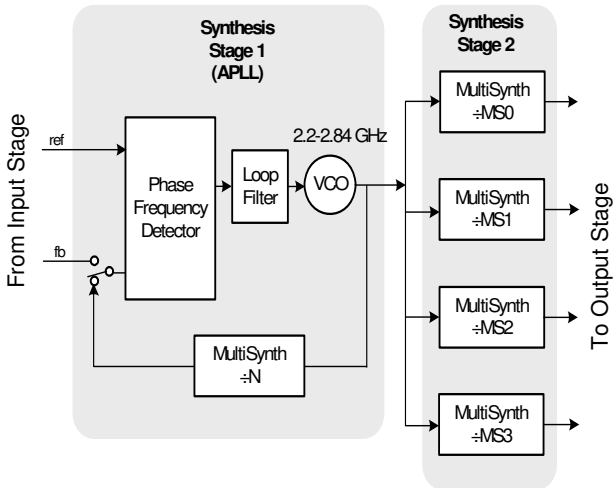 Synthesis
Stage 1
(APLL)
Synthesis
Stage 2
From Input Stage
ref
fb
Phase
Frequency
Detector
Loop
Filter
2.2-2.84 GHz
VCO
MultiSynth
÷N
MultiSynth
÷MS0
MultiSynth
÷MS1
MultiSynth
÷MS2
MultiSynth
÷MS3
To Output Stage